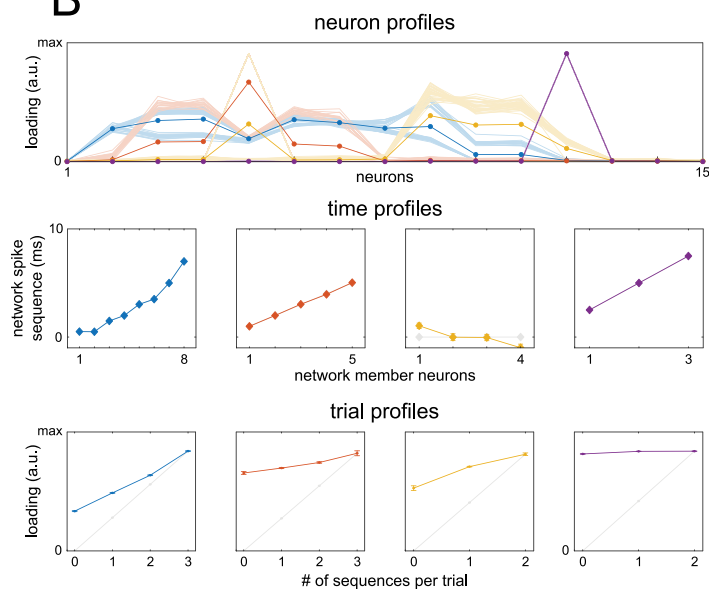 B
neuron profiles
max
loading (a.u.)
0
1
neurons
15
time profiles
10
network spike
sequence (ms)
0
1 8
1 5
1 4
1 3
network member neurons
trial profiles
max
loading (a.u.)
0
0
0 1 2 3
0 1 2 3
0 1 2
0 1 2
# of sequences per trial